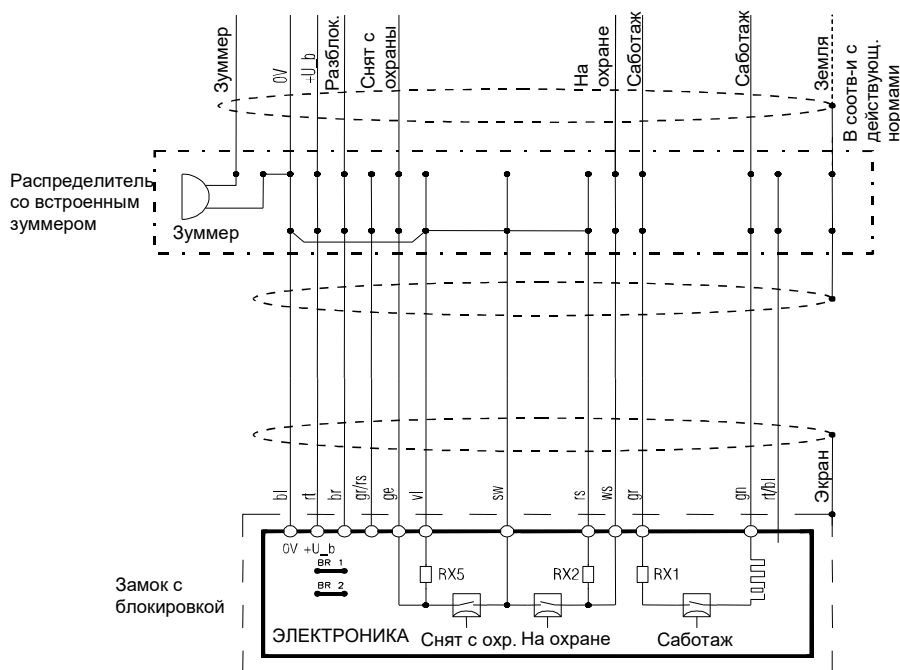 Зуммер
0V
+U_b
Разблок.
Снят с
охраны
На
охране
Саботаж
Саботаж
Земля
В соотв-и с
действующ.
нормами
Распределитель
со встроенным
зуммером
Зуммер
bl
rt
br
gr/rs
ge
vl
sw
rs
ws
gr
gn
rt/bl
Экран
0V +U_b
BR 1
BR 2
RX5
RX2
RX1
Замок с
блокировкой
ЭЛЕКТРОНИКА
Снят с охр.
На охране
Саботаж